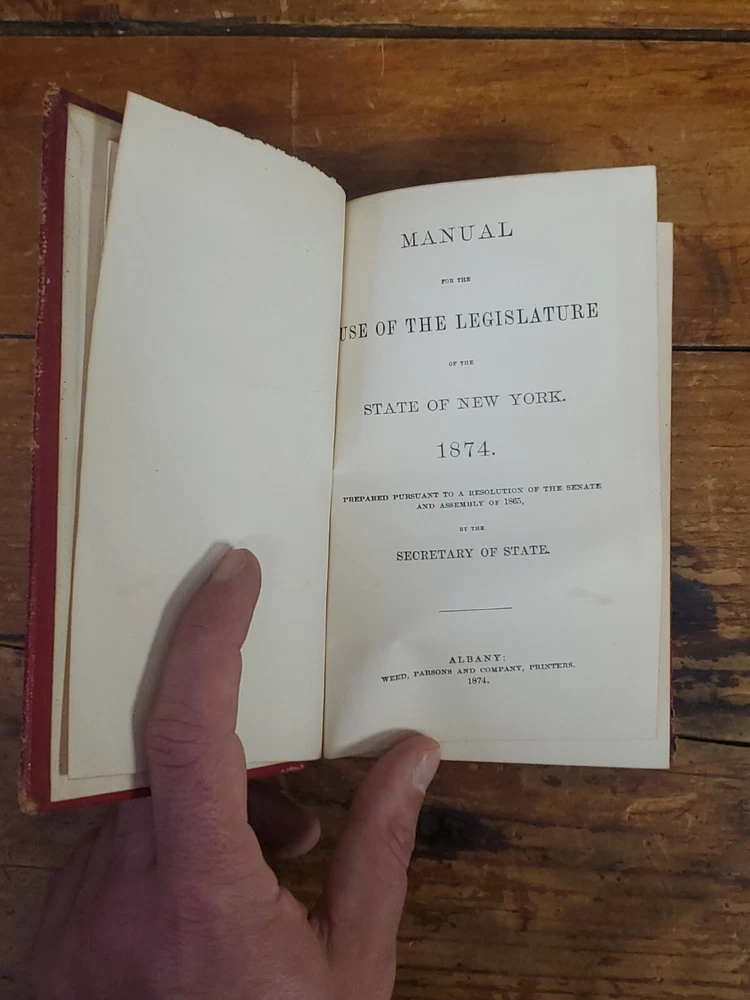 MANUAL
FOR THE
USE OF THE LEGISLATURE
OF THE
STATE OF NEW YORK.
1874.
PREPARED PURSUANT TO A RESOLUTION OF THE SENATE
AND ASSEMBLY OF 1865,
BY THE
SECRETARY OF STATE.
ALBANY:
WEED, PARSONS AND COMPANY, PRINTERS.
1874.